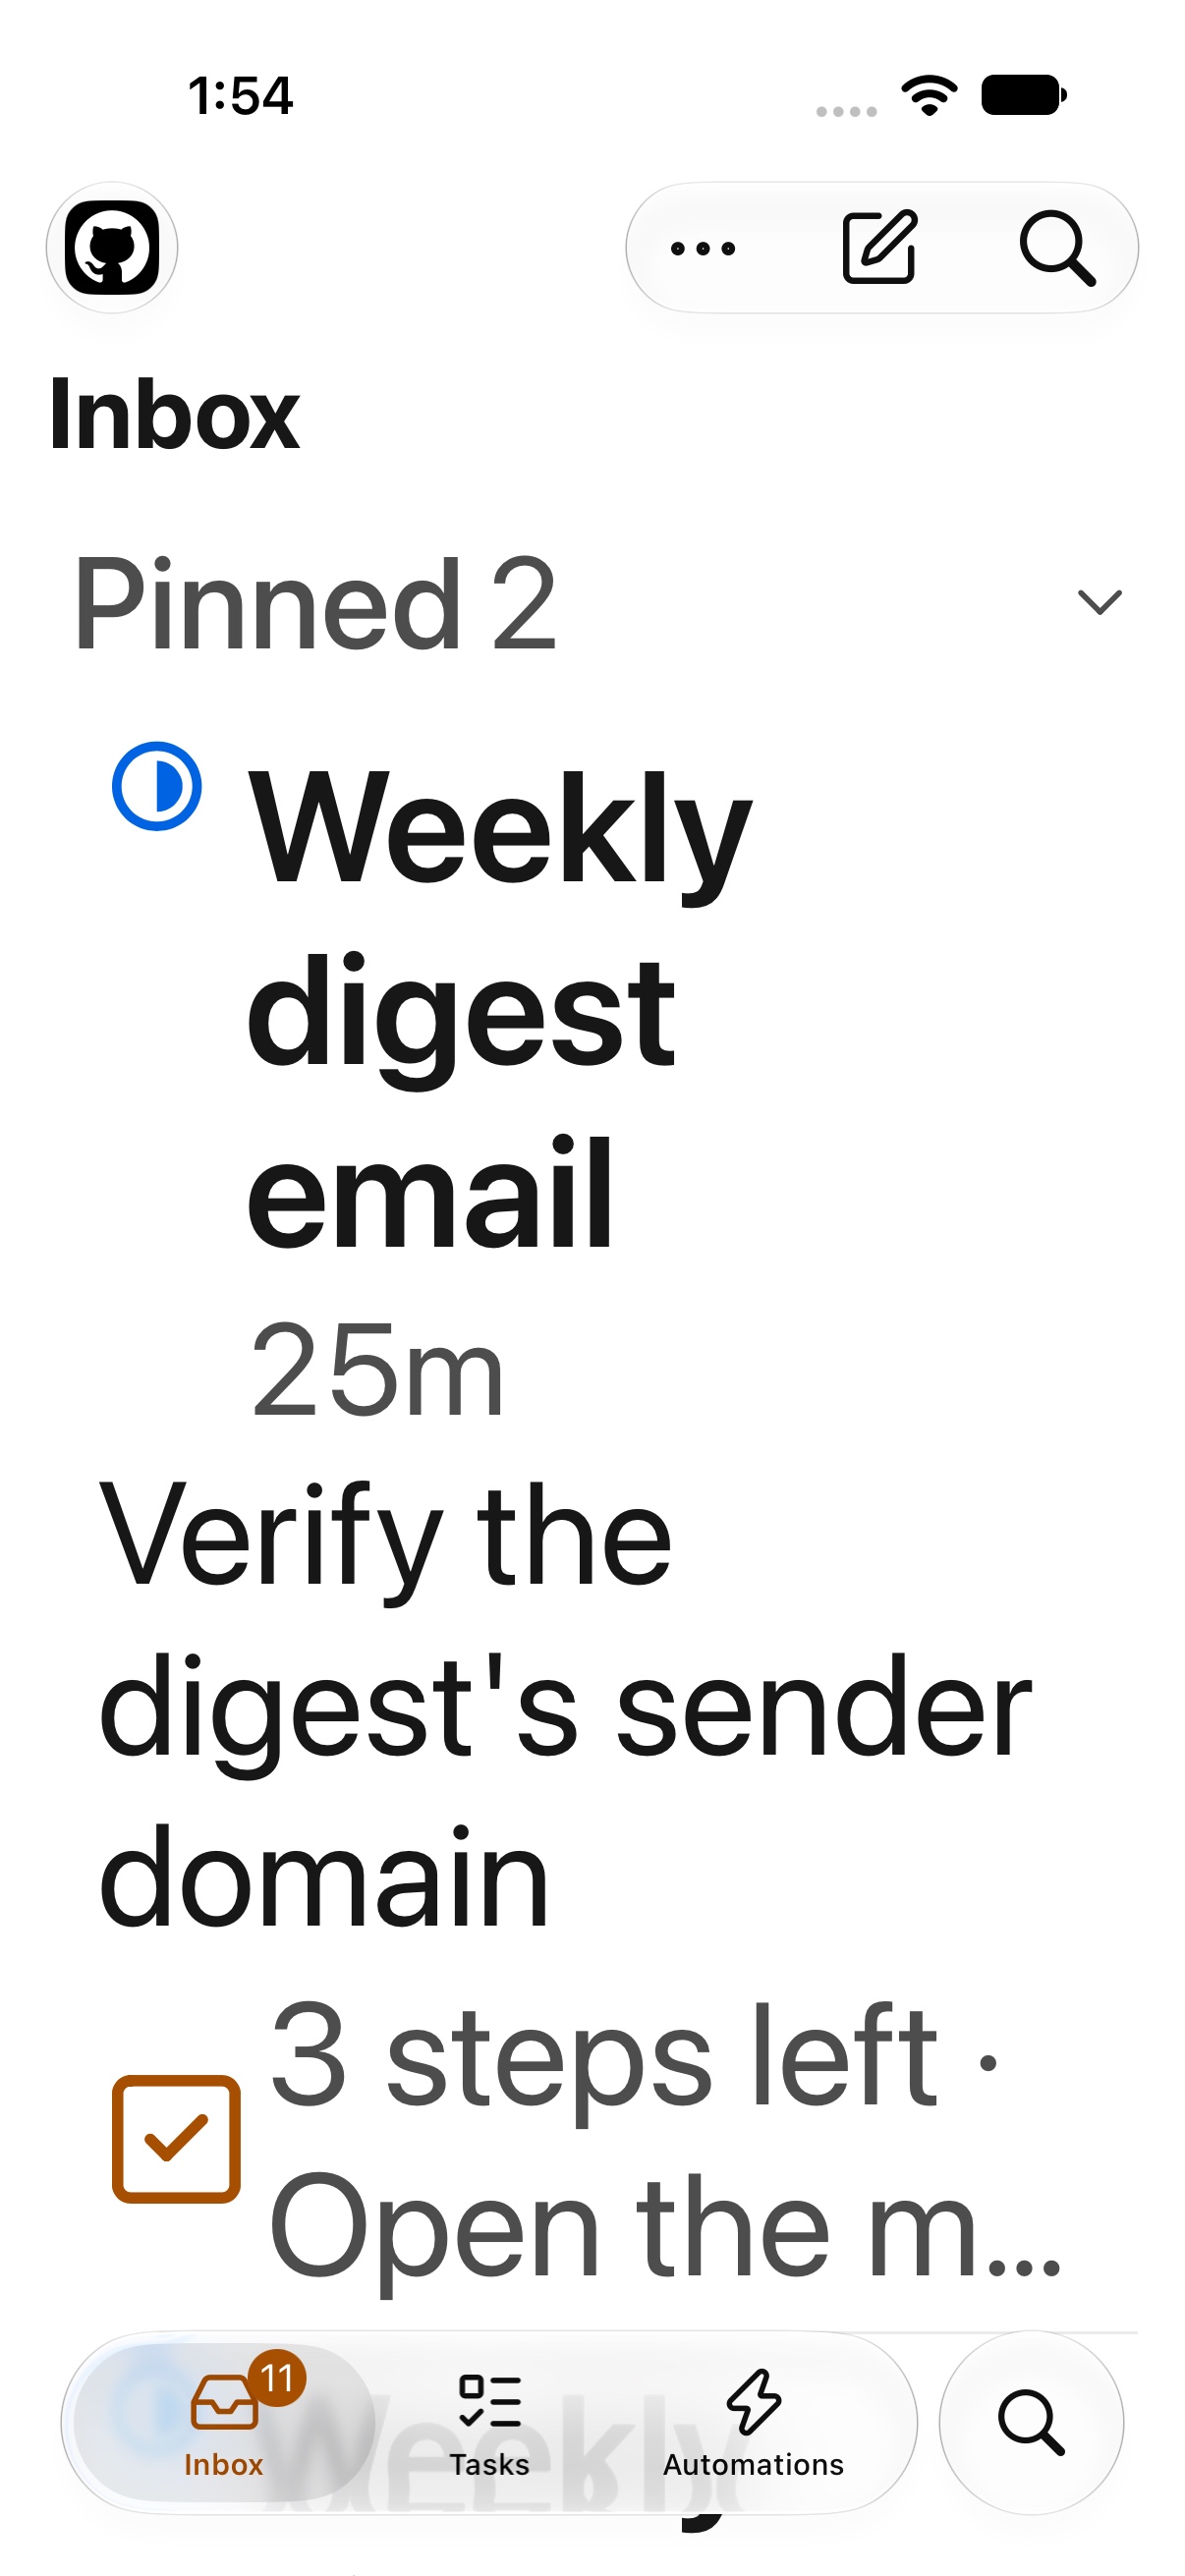 1:54
Inbox
Pinned 2
Weekly
digest
email
25m
Verify the
digest's sender
domain
3 steps left ·
Open the m...
11
Inbox
Tasks
Automations
Weekly